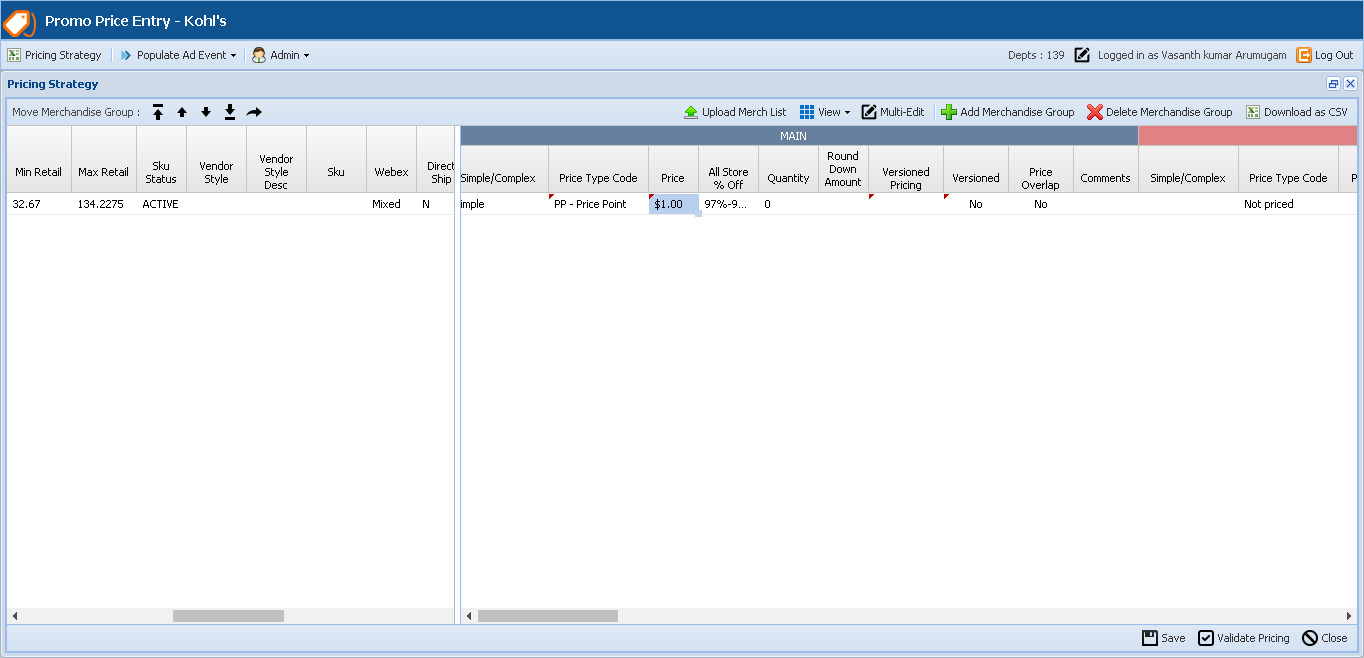 Promo Price Entry - Kohl's
Pricing Strategy Populate Ad Event Admin Depts : 139 Logged in as Vasanth kumar Arumugam Log Out
Pricing Strategy
Move Merchandise Group : Upload Merch List View Multi-Edit Add Merchandise Group Delete Merchandise Group Download as CSV
MAIN
Min Retail Max Retail Sku Status Vendor Style Vendor Style Desc Sku Webex Direct Ship Simple/Complex Price Type Code Price All Store % Off Quantity Round Down Amount Versioned Pricing Versioned Price Overlap Comments Simple/Complex Price Type Code P
32.67 134.2275 ACTIVE Mixed N imple PP - Price Point $1.00 97%-9... 0 No No Not priced
Save Validate Pricing Close